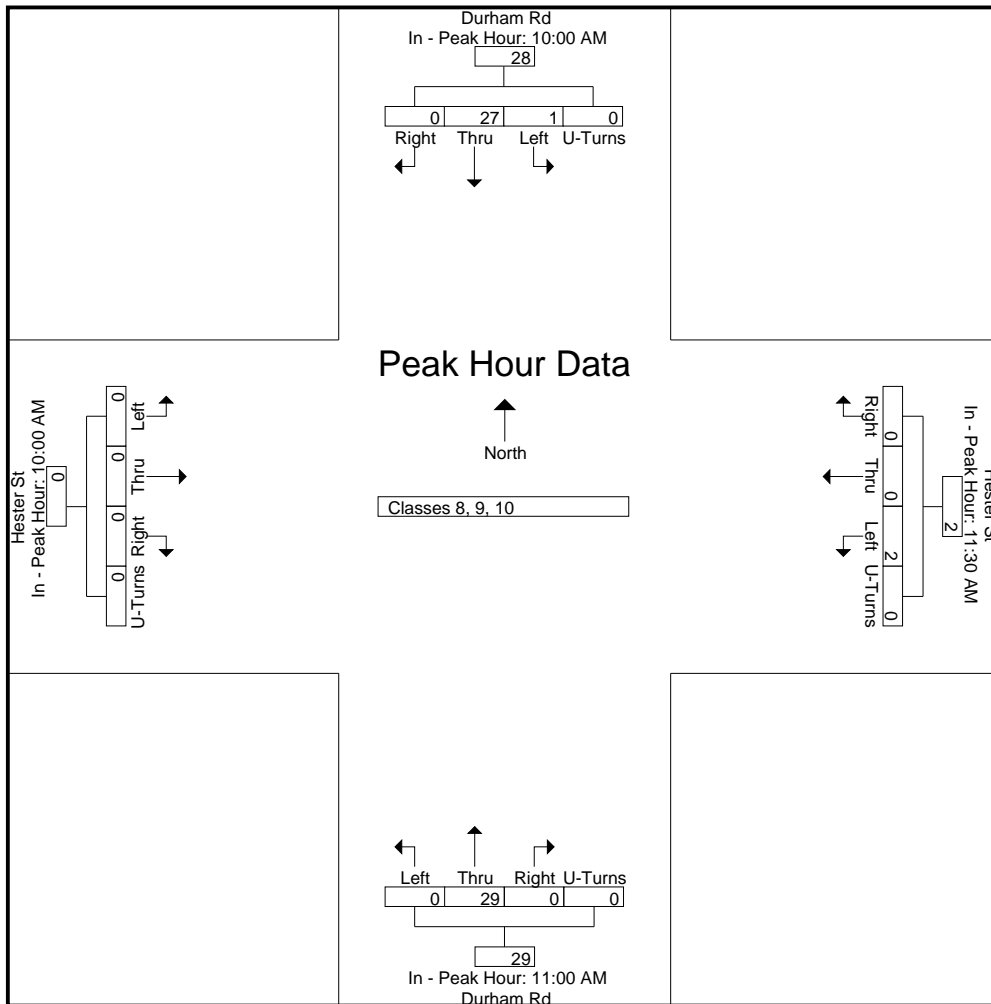 Durham Rd
In - Peak Hour: 10:00 AM
28
0 27 1 0
Right Thru Left U-Turns
Peak Hour Data
North
Classes 8, 9, 10
Hester St
In - Peak Hour: 10:00 AM
0
0 0 0 0
Left Thru Right U-Turns
Hester St
In - Peak Hour: 11:30 AM
2
0 0 2 0
Right Thru Left U-Turns
Left Thru Right U-Turns
0 29 0 0
29
In - Peak Hour: 11:00 AM
Durham Rd